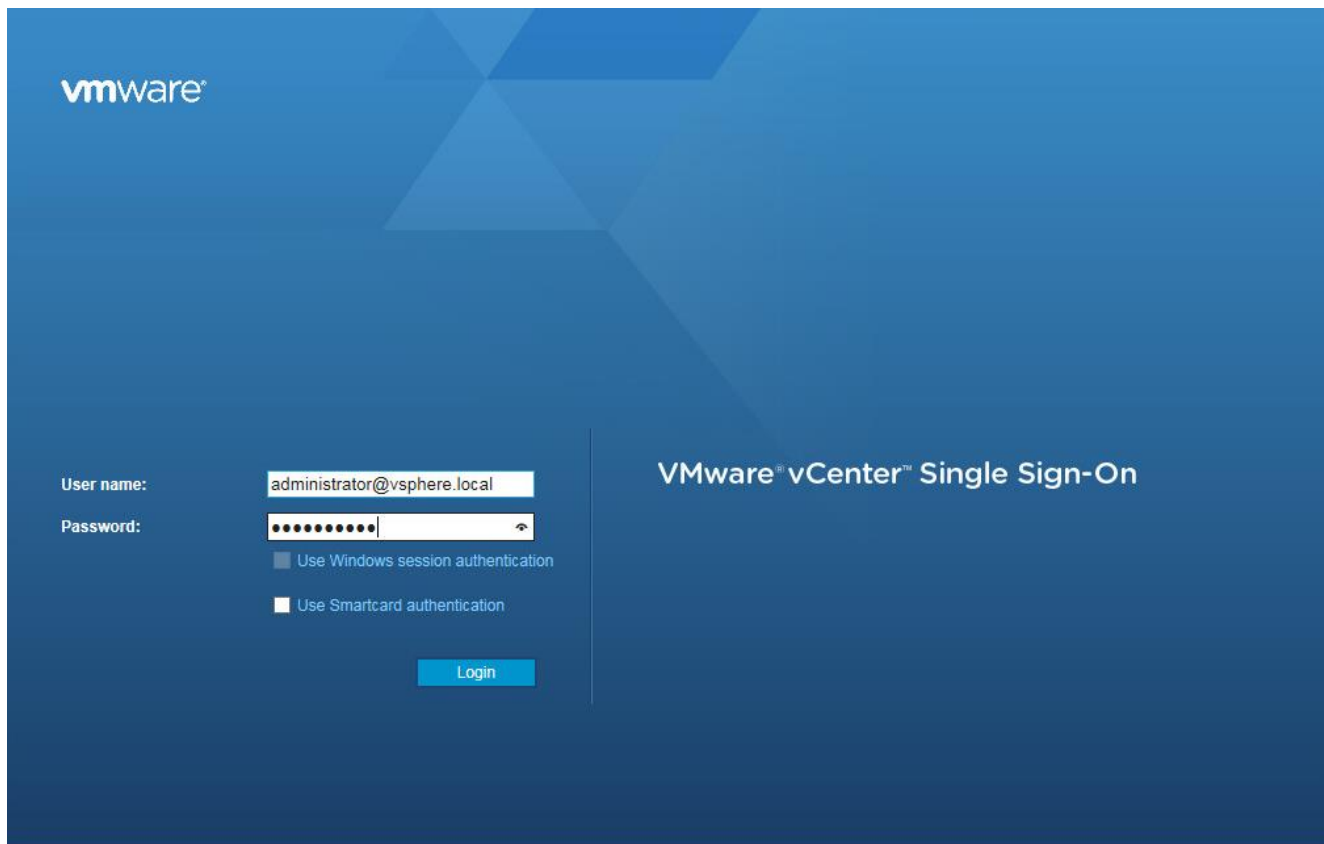 vmware®
User name:
administrator@vsphere.local
VMware® vCenter™ Single Sign-On
Password:
●●●●●●●●●●
Use Windows session authentication
Use Smartcard authentication
Login